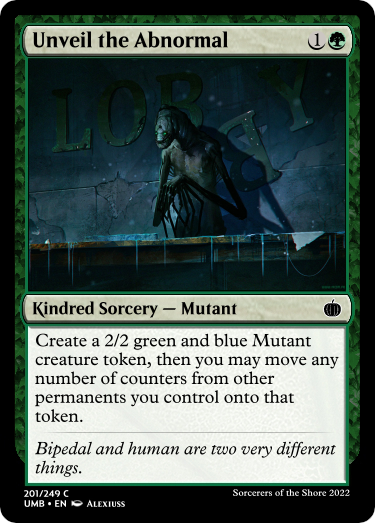 Unveil the Abnormal 1
LOBBY
Kindred Sorcery — Mutant
Create a 2/2 green and blue Mutant
creature token, then you may move any
number of counters from other
permanents you control onto that
token.
Bipedal and human are two very different
things.
201/249 C
Sorcerers of the Shore 2022
UMB • EN Alexiuss